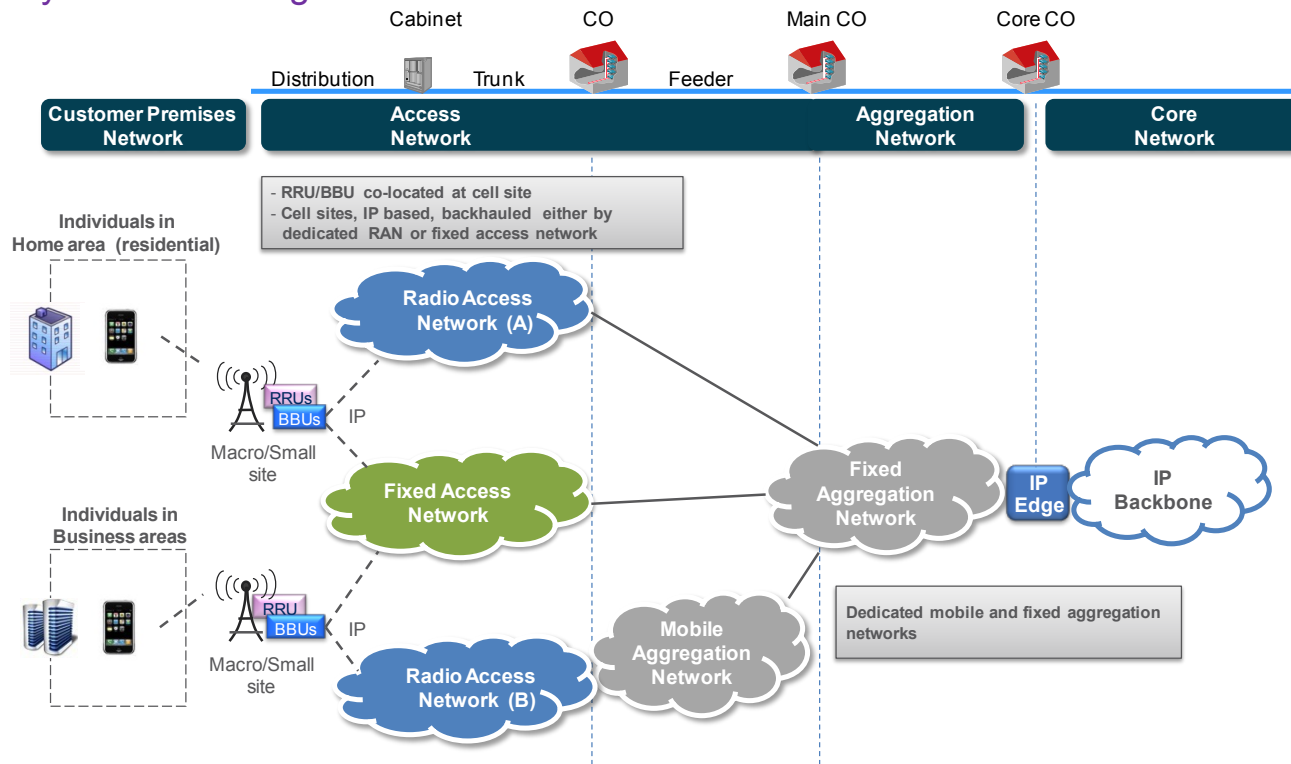 Cabinet
CO
Main CO
Core CO
Distribution
Trunk
Feeder
Customer Premises
Network
Access
Network
Aggregation
Network
Core
Network
- RRU/BBU co-located at cell site
- Cell sites, IP based, backhauled either by
dedicated RAN or fixed access network
Individuals in
Home area (residential)
Radio Access
Network (A)
RRUs
BBUs
IP
Macro/Small
site
Fixed Access
Network
Fixed
Aggregation
Network
IP
Edge
IP
Backbone
Individuals in
Business areas
RRU
BBUs
IP
Macro/Small
site
Radio Access
Network (B)
Mobile
Aggregation
Network
Dedicated mobile and fixed aggregation
networks